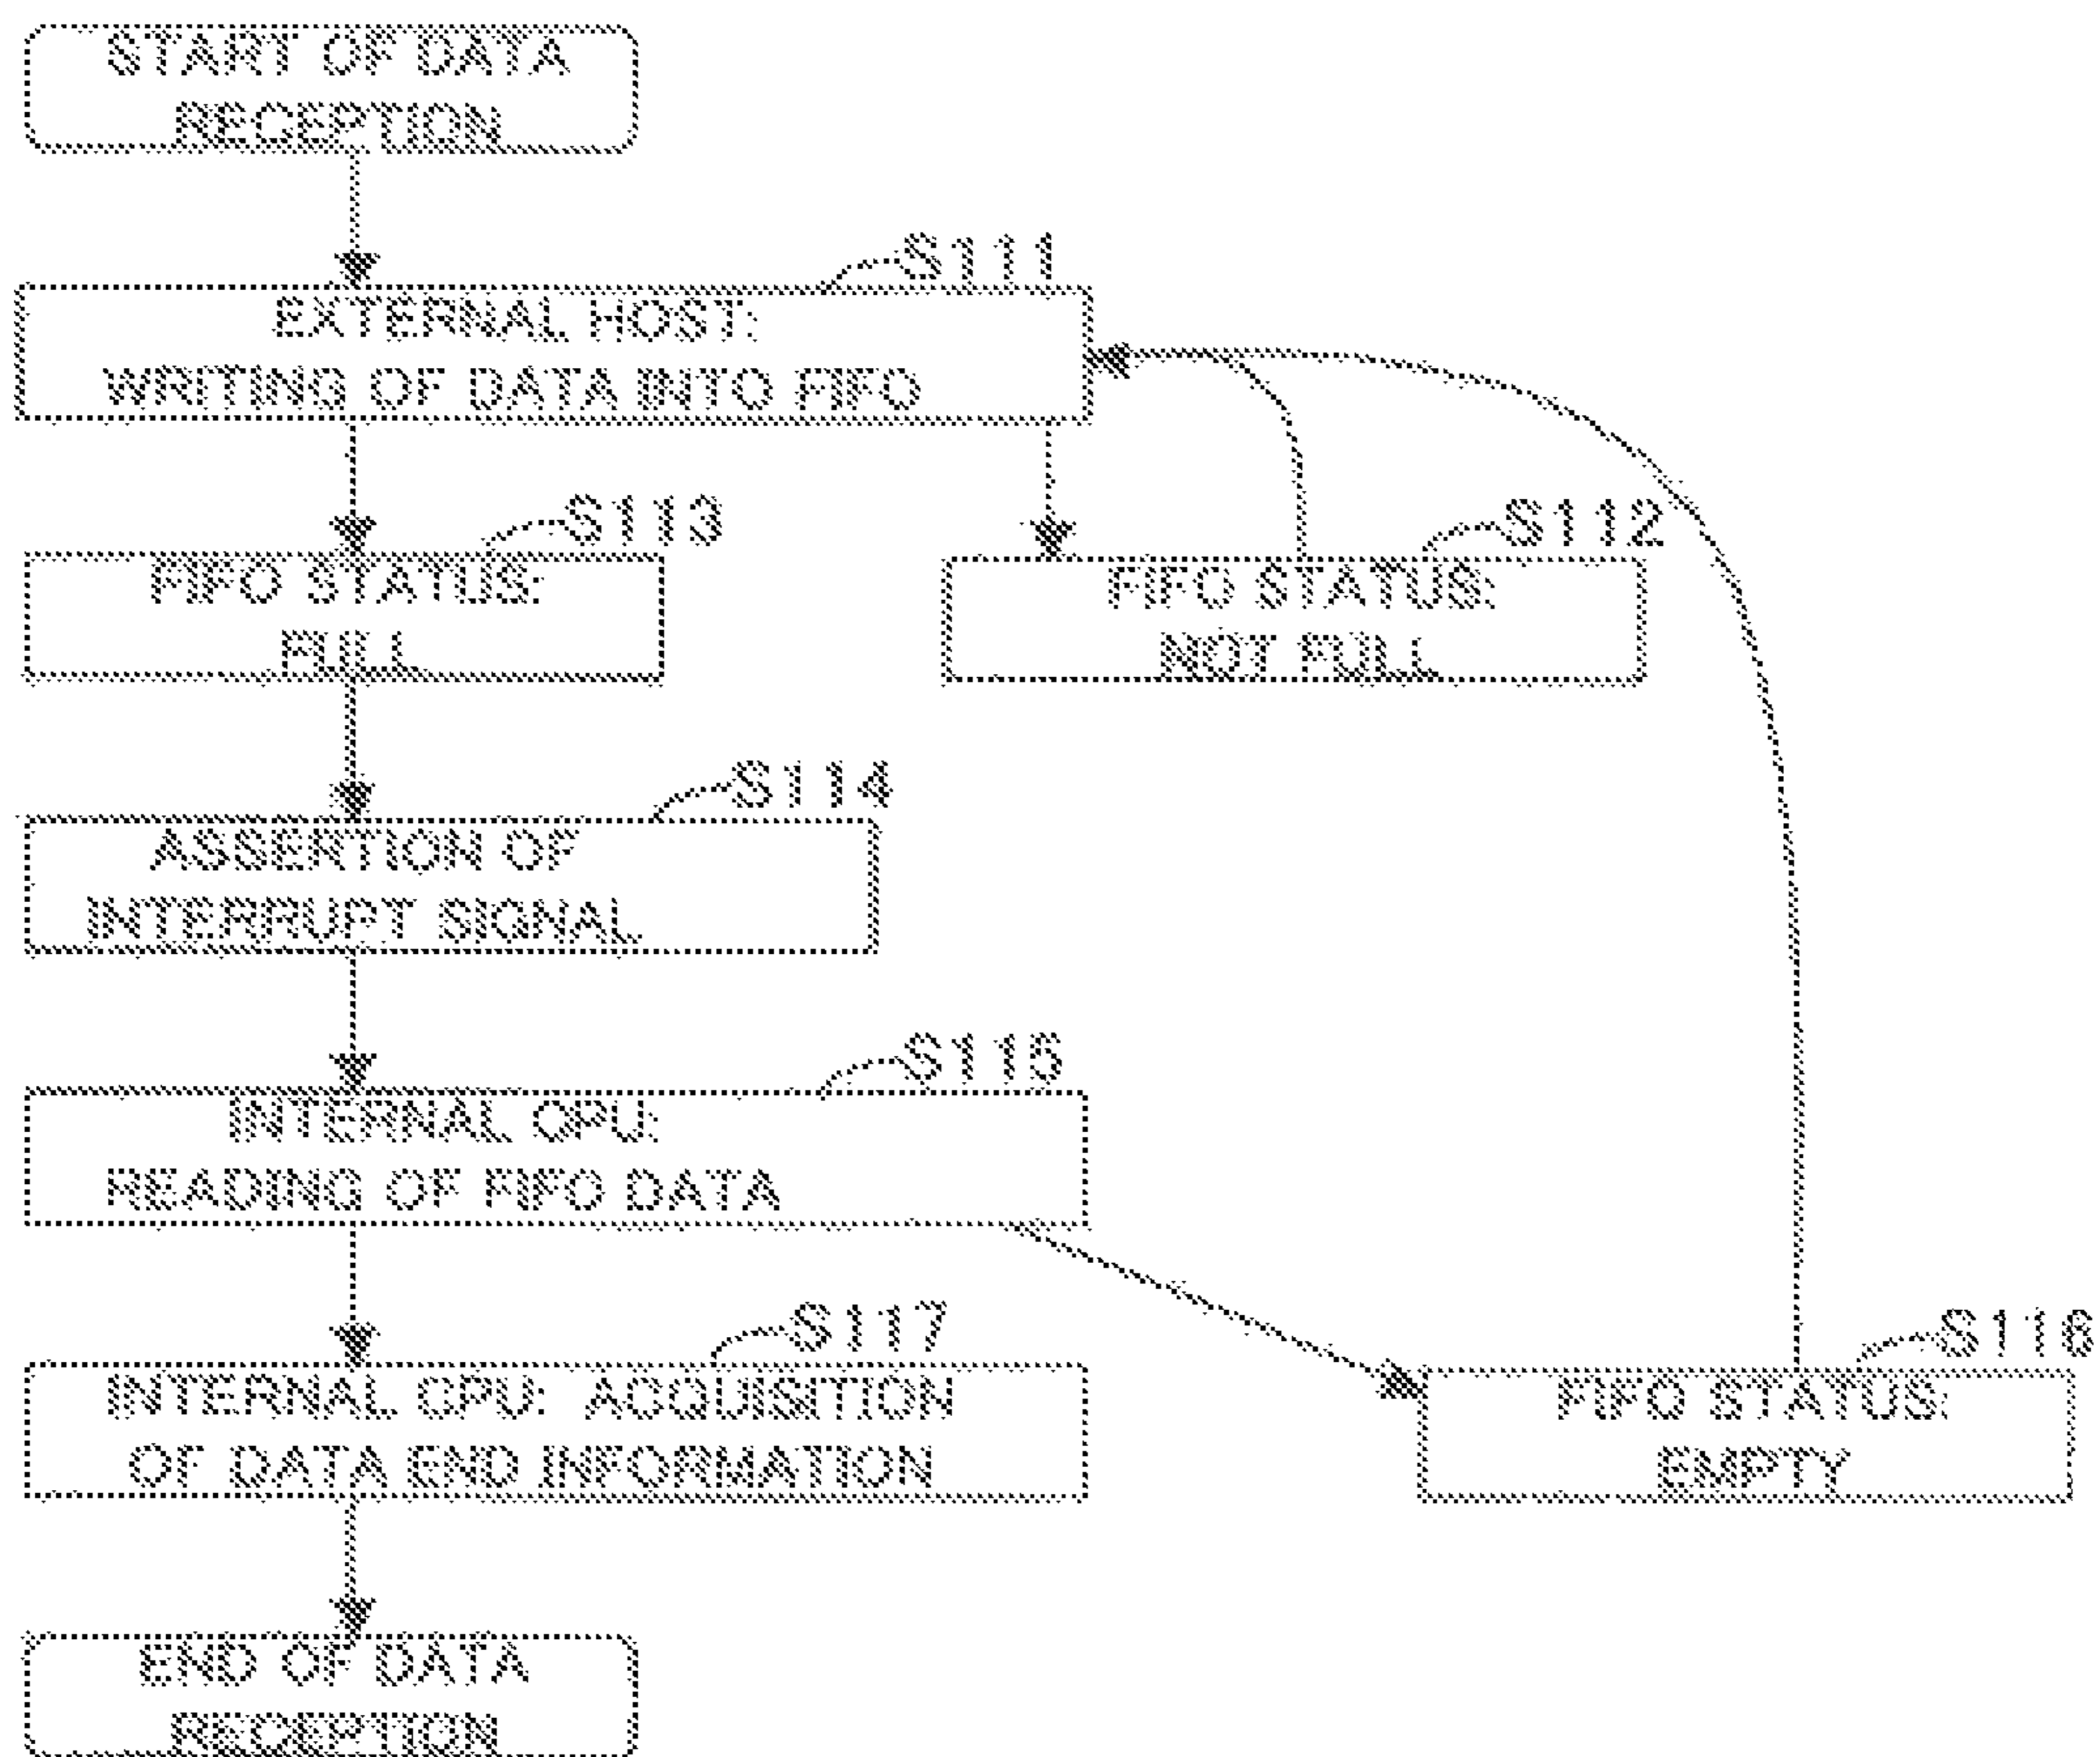 START OF DATA
RECEPTION
S111
EXTERNAL HOST:
WRITING OF DATA INTO FIFO
S113
FIFO STATUS:
FULL
S112
FIFO STATUS:
NOT FULL
S114
ASSERTION OF
INTERRUPT SIGNAL
S115
INTERNAL CPU:
READING OF FIFO DATA
S117
INTERNAL CPU: ACQUISITION
OF DATA END INFORMATION
S116
FIFO STATUS:
EMPTY
END OF DATA
RECEPTION